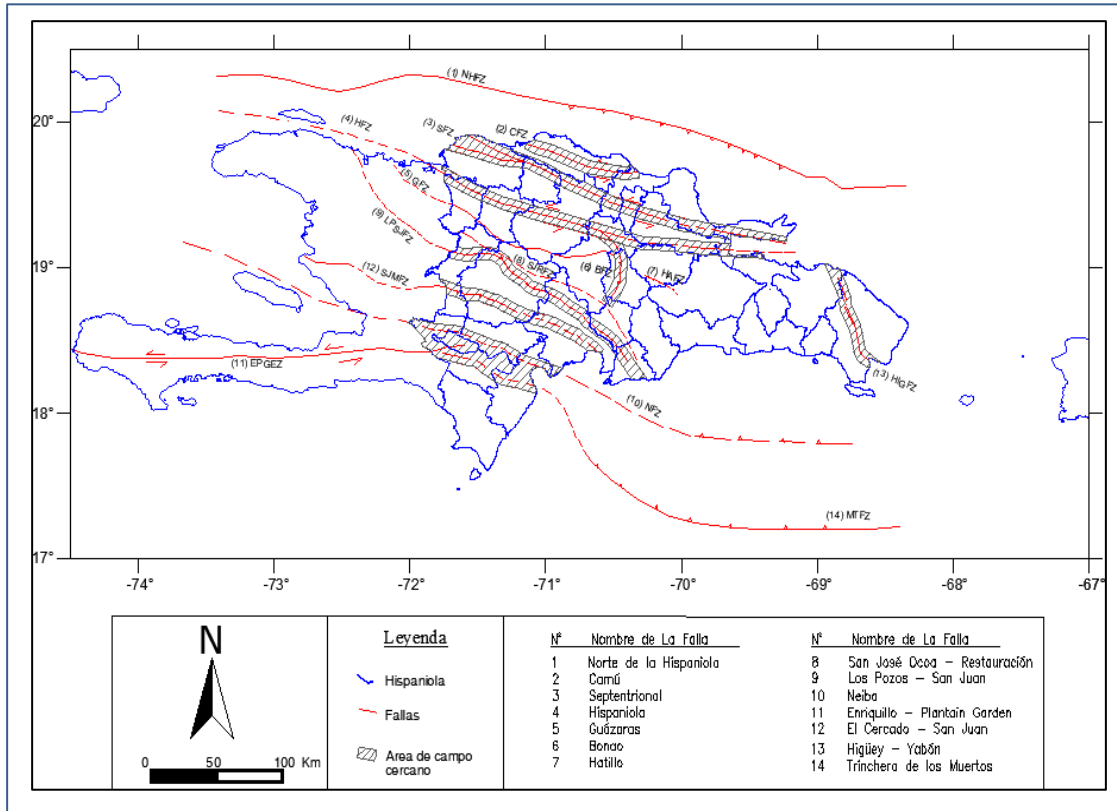 (1) NHFZ
20°
(4) HFZ
(3) SFZ
(2) CFZ
(5) GFZ
(9) LPSJFZ
19°
(12) SJMFZ
(8) SJRFZ
(6) BFZ
(7) HAFZ
(11) EPGEZ
(13) HIGFZ
18°
(10) NFZ
(14) MTFZ
17°
-74° -73° -72° -71° -70° -69° -68° -67°
N
0 50 100 Km
Leyenda
Hispaniola
Fallas
Area de campo
cercano
Nº Nombre de La Falla
1 Norte de la Hispaniola
2 Camú
3 Septentrional
4 Hispaniola
5 Guázaras
6 Bonao
7 Hatillo
Nº Nombre de La Falla
8 San José Ocoa – Restauración
9 Los Pozos – San Juan
10 Neiba
11 Enriquillo – Plantain Garden
12 El Cercado – San Juan
13 Higüey – Yabón
14 Trinchera de los Muertos